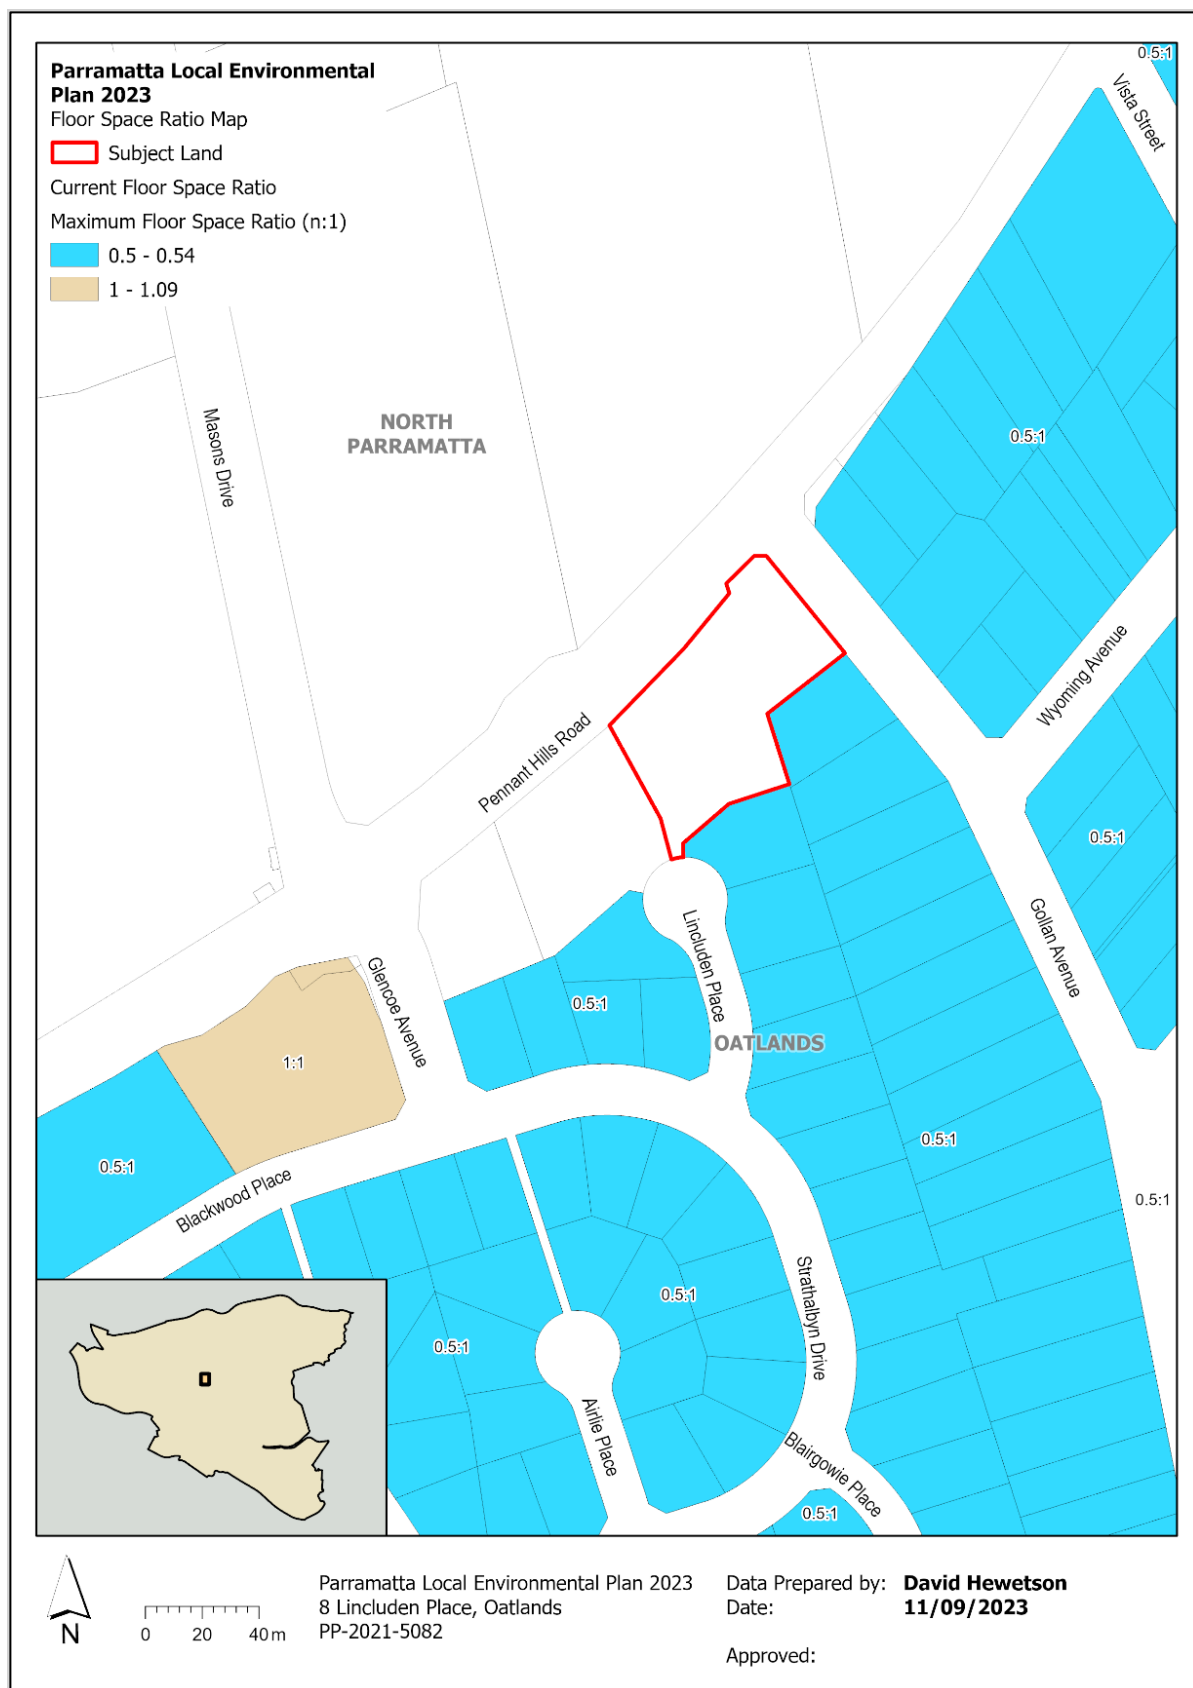 Parramatta Local Environmental
Plan 2023
Floor Space Ratio Map
Subject Land
Current Floor Space Ratio
Maximum Floor Space Ratio (n:1)
0.5 - 0.54
1 - 1.09
0.5:1
Vista Street
Masons Drive
NORTH
PARRAMATTA
0.5:1
Wyoming Avenue
Pennant Hills Road
0.5:1
Gollan Avenue
Lincluden Place
Glencoe Avenue
0.5:1
OATLANDS
1:1
0.5:1
0.5:1
Blackwood Place
0.5:1
0.5:1
Strathalbyn Drive
0.5:1
Airlie Place
Blairgowie Place
0.5:1
N
0 20 40 m
Parramatta Local Environmental Plan 2023
8 Lincluden Place, Oatlands
PP-2021-5082
Data Prepared by: David Hewetson
Date: 11/09/2023
Approved: